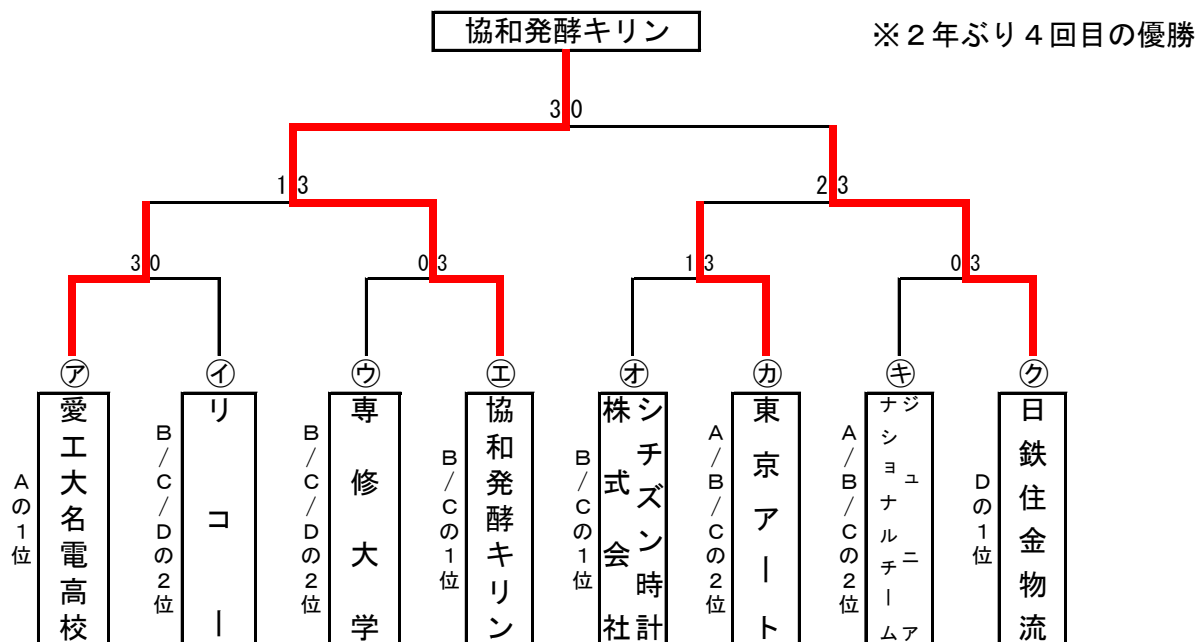 協和発酵キリン
※２年ぶり４回目の優勝
3 0
1 3
2 3
3 0
0 3
1 3
0 3
㋐
㋑
㋒
㋓
㋔
㋕
㋖
㋗
Ａの１位
愛工大名電高校
Ｂ/Ｃ/Ｄの２位
リコー
Ｂ/Ｃ/Ｄの２位
専修大学
Ｂ/Ｃの１位
協和発酵キリン
Ｂ/Ｃの１位
シチズン時計
株式会社
Ａ/Ｂ/Ｃの２位
東京アート
Ａ/Ｂ/Ｃの２位
ジュニア
ナショナルチーム
Ｄの１位
日鉄住金物流